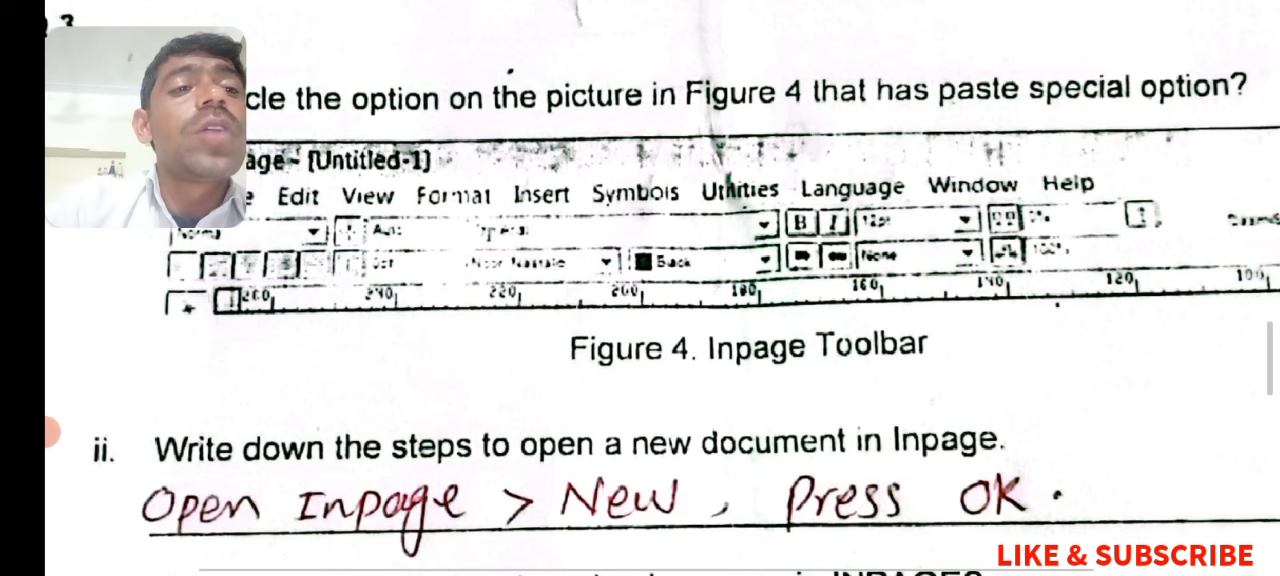 3
cle the option on the picture in Figure 4 that has paste special option?
age - [Untitled-1]
Edit View Format Insert Symbols Utilities Language Window Help
B I
Black
None
240 220 200 180 160 140 120 100
Figure 4. Inpage Toolbar
ii. Write down the steps to open a new document in Inpage.
Open Inpage > New, Press OK.
LIKE & SUBSCRIBE